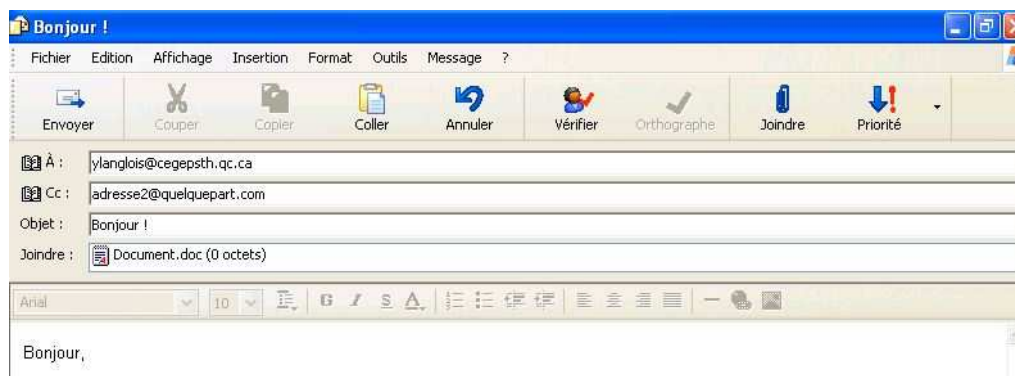 Bonjour !
Fichier Edition Affichage Insertion Format Outils Message ?
Envoyer Couper Copier Coller Annuler Vérifier Orthographe Joindre Priorité
À : ylanglois@cegepsth.qc.ca
Cc : adresse2@quelquepart.com
Objet : Bonjour !
Joindre : Document.doc (0 octets)
Arial 10 G I S A
Bonjour,